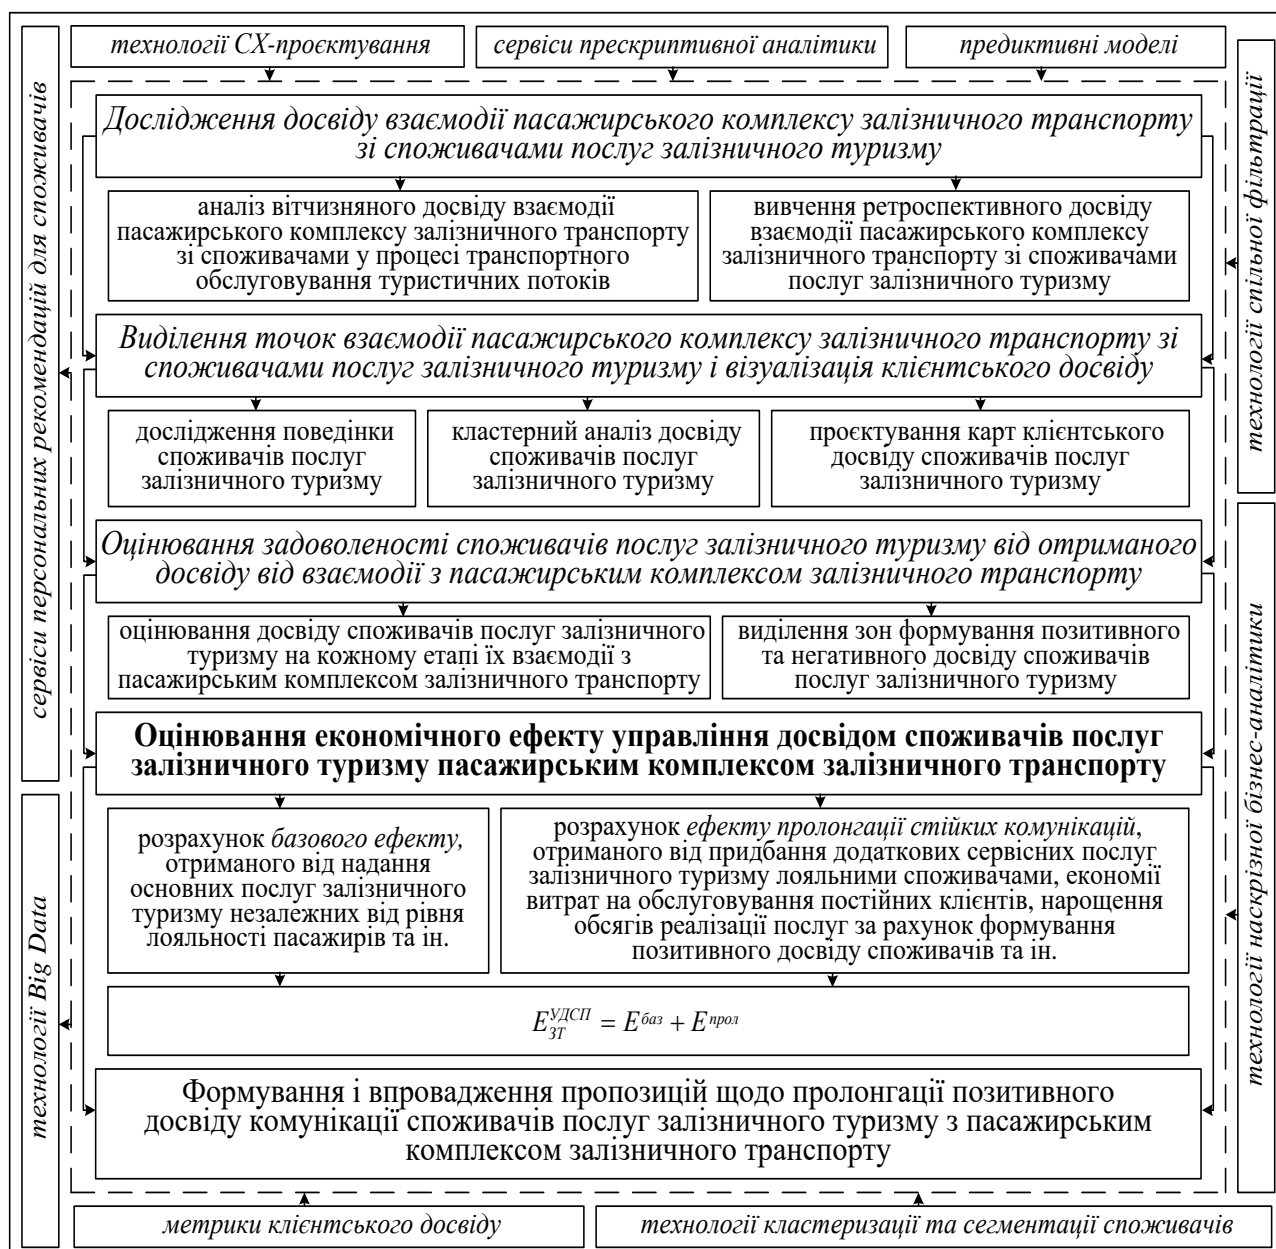 технології CX-проєктування
сервіси прескриптивної аналітики
предиктивні моделі
сервіси персональних рекомендацій для споживачів
технології Big Data
Дослідження досвіду взаємодії пасажирського комплексу залізничного транспорту
зі споживачами послуг залізничного туризму
аналіз вітчизняного досвіду взаємодії
пасажирського комплексу залізничного транспорту
зі споживачами у процесі транспортного
обслуговування туристичних потоків
вивчення ретроспективного досвіду
взаємодії пасажирського комплексу
залізничного транспорту зі споживачами
послуг залізничного туризму
Виділення точок взаємодії пасажирського комплексу залізничного транспорту зі
споживачами послуг залізничного туризму і візуалізація клієнтського досвіду
дослідження поведінки
споживачів послуг
залізничного туризму
кластерний аналіз досвіду
споживачів послуг
залізничного туризму
проєктування карт клієнтського
досвіду споживачів послуг
залізничного туризму
Оцінювання задоволеності споживачів послуг залізничного туризму від отриманого
досвіду від взаємодії з пасажирським комплексом залізничного транспорту
оцінювання досвіду споживачів послуг залізничного
туризму на кожному етапі їх взаємодії з
пасажирським комплексом залізничного транспорту
виділення зон формування позитивного
та негативного досвіду споживачів
послуг залізничного туризму
Оцінювання економічного ефекту управління досвідом споживачів послуг
залізничного туризму пасажирським комплексом залізничного транспорту
розрахунок базового ефекту,
отриманого від надання
основних послуг залізничного
туризму незалежних від рівня
лояльності пасажирів та ін.
розрахунок ефекту пролонгації стійких комунікацій,
отриманого від придбання додаткових сервісних послуг
залізничного туризму лояльними споживачами, економії
витрат на обслуговування постійних клієнтів, нарощення
обсягів реалізації послуг за рахунок формування
позитивного досвіду споживачів та ін.
E_{ЗТ}^{УДСП} = E^{баз} + E^{прол}
Формування і впровадження пропозицій щодо пролонгації позитивного
досвіду комунікації споживачів послуг залізничного туризму з пасажирським
комплексом залізничного транспорту
технології спільної фільтрації
технології наскрізної бізнес-аналітики
метрики клієнтського досвіду
технології кластеризації та сегментації споживачів